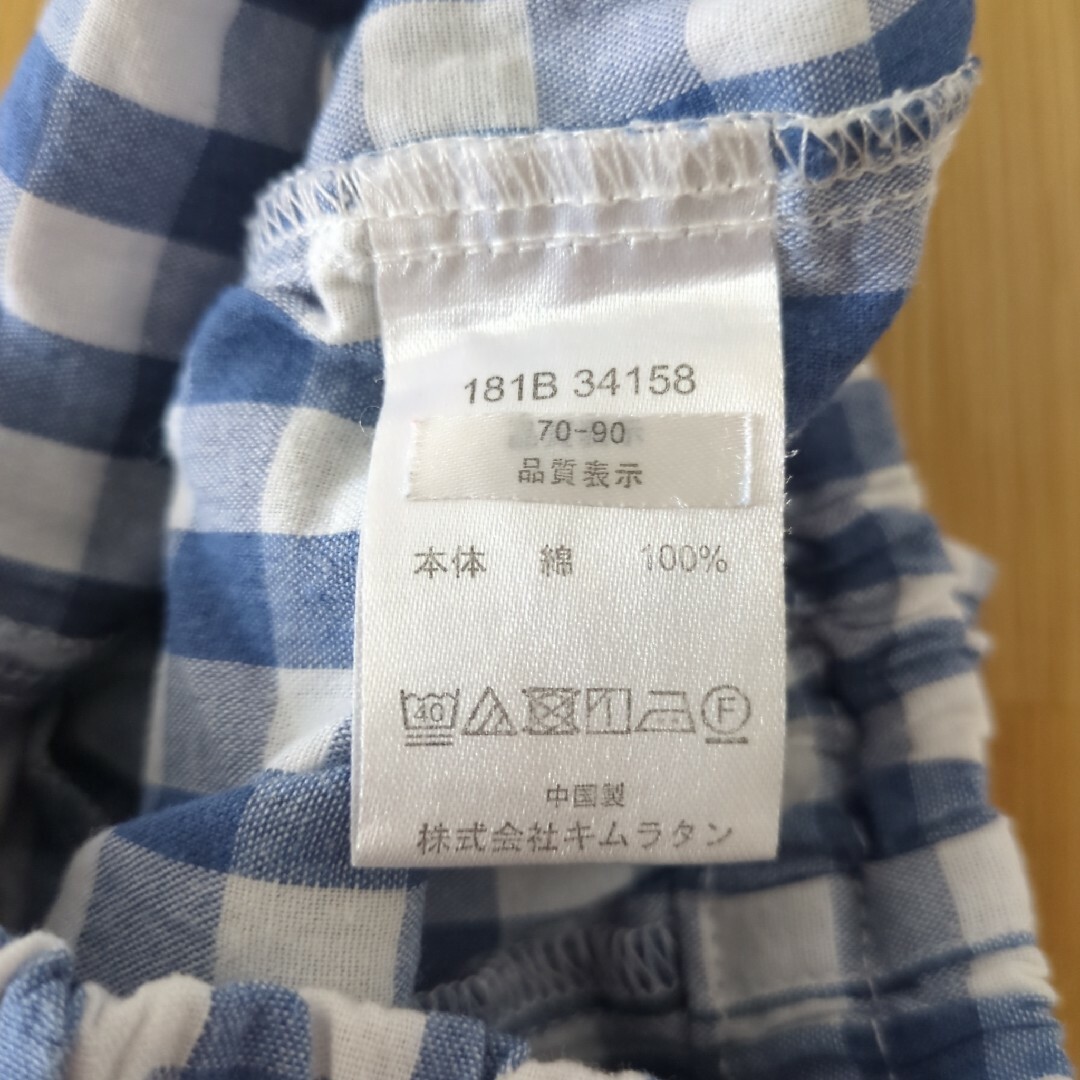 181B 34158
70-90
品質表示
本体 綿 100%
40 F
中国製
株式会社キムラタン